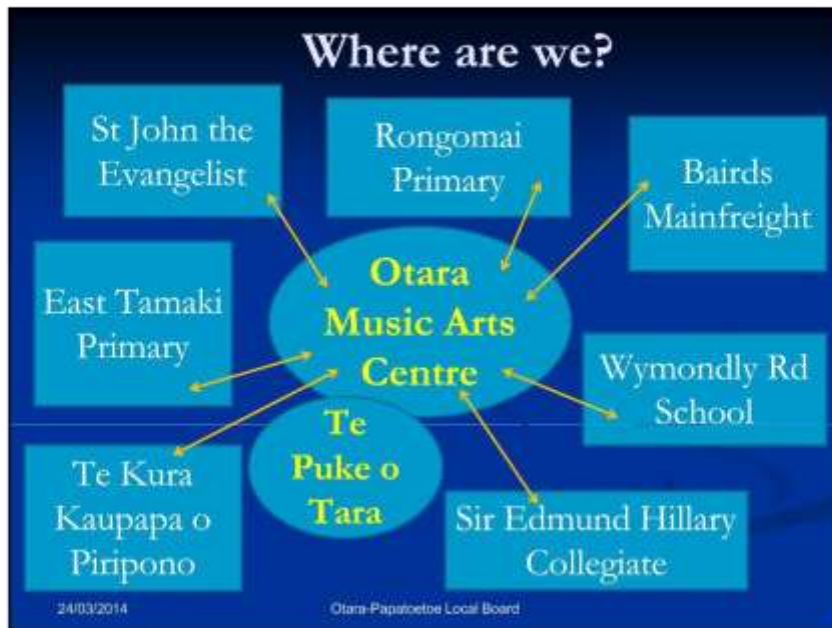 Where are we?
St John the
Evangelist
Rongomai
Primary
Bairds
Mainfreight
Otara
Music Arts
Centre
East Tamaki
Primary
Wymondly Rd
School
Te
Puke o
Tara
Te Kura
Kaupapa o
Piripono
Sir Edmund Hillary
Collegiate
24/03/2014
Otara-Papatoetoe Local Board